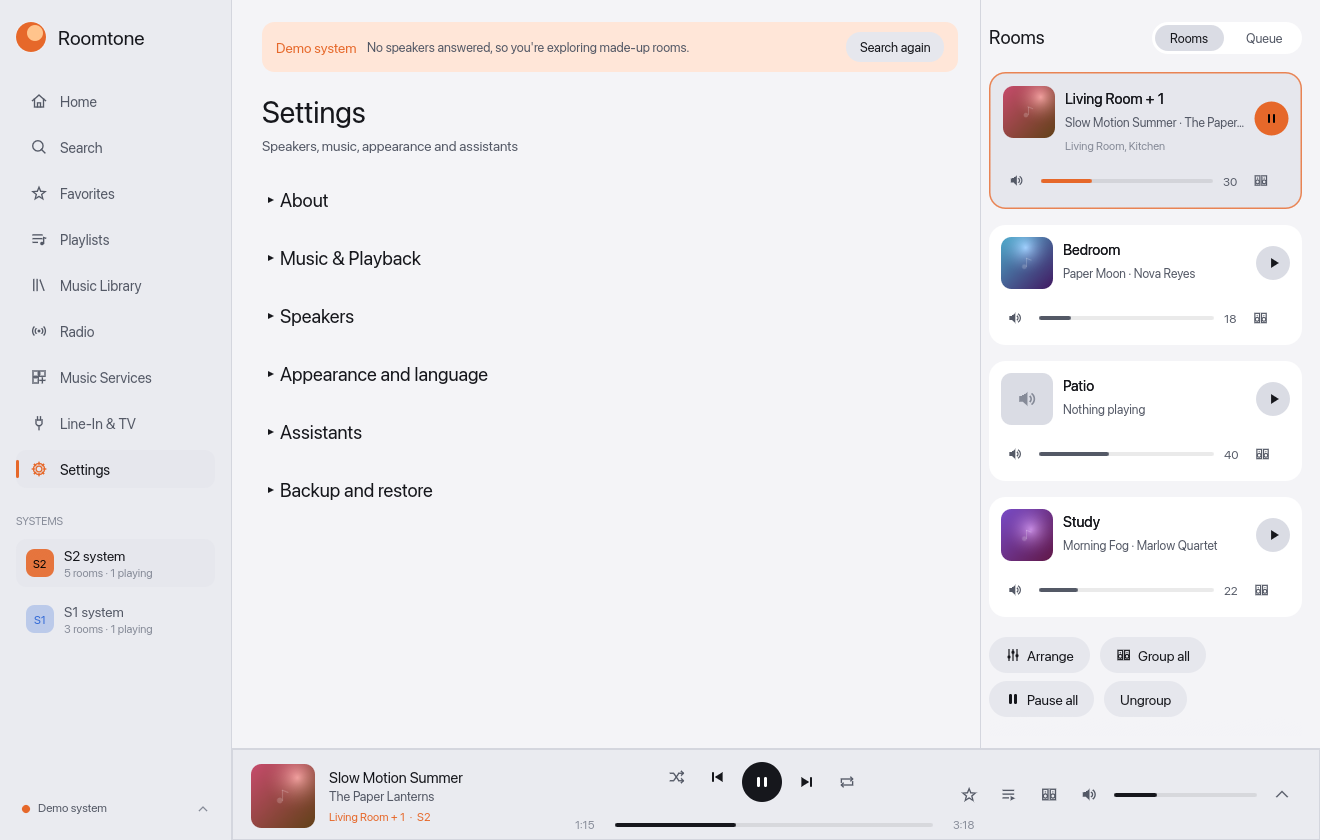 Roomtone
Home
Search
Favorites
Playlists
Music Library
Radio
Music Services
Line-In & TV
Settings
SYSTEMS
S2
S2 system
5 rooms · 1 playing
S1
S1 system
3 rooms · 1 playing
Demo system
Demo system No speakers answered, so you're exploring made-up rooms.
Search again
Settings
Speakers, music, appearance and assistants
About
Music & Playback
Speakers
Appearance and language
Assistants
Backup and restore
Rooms
Rooms
Queue
Living Room + 1
Slow Motion Summer · The Paper...
Living Room, Kitchen
30
Bedroom
Paper Moon · Nova Reyes
18
Patio
Nothing playing
40
Study
Morning Fog · Marlow Quartet
22
Arrange
Group all
Pause all
Ungroup
Slow Motion Summer
The Paper Lanterns
Living Room + 1 · S2
1:15
3:18